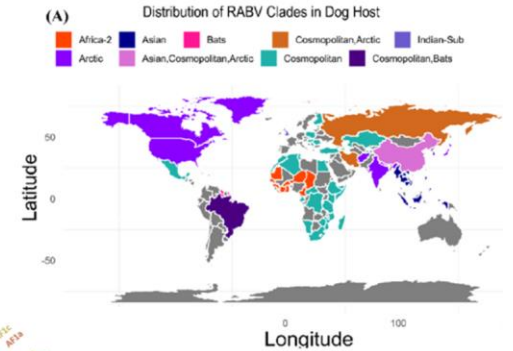 (A)
Distribution of RABV Clades in Dog Host
Africa-2 Asian Bats Cosmopolitan,Arctic Indian-Sub
Arctic Asian,Cosmopolitan,Arctic Cosmopolitan Cosmopolitan,Bats
50
0
-50
Latitude
0 100
Longitude
AF1a